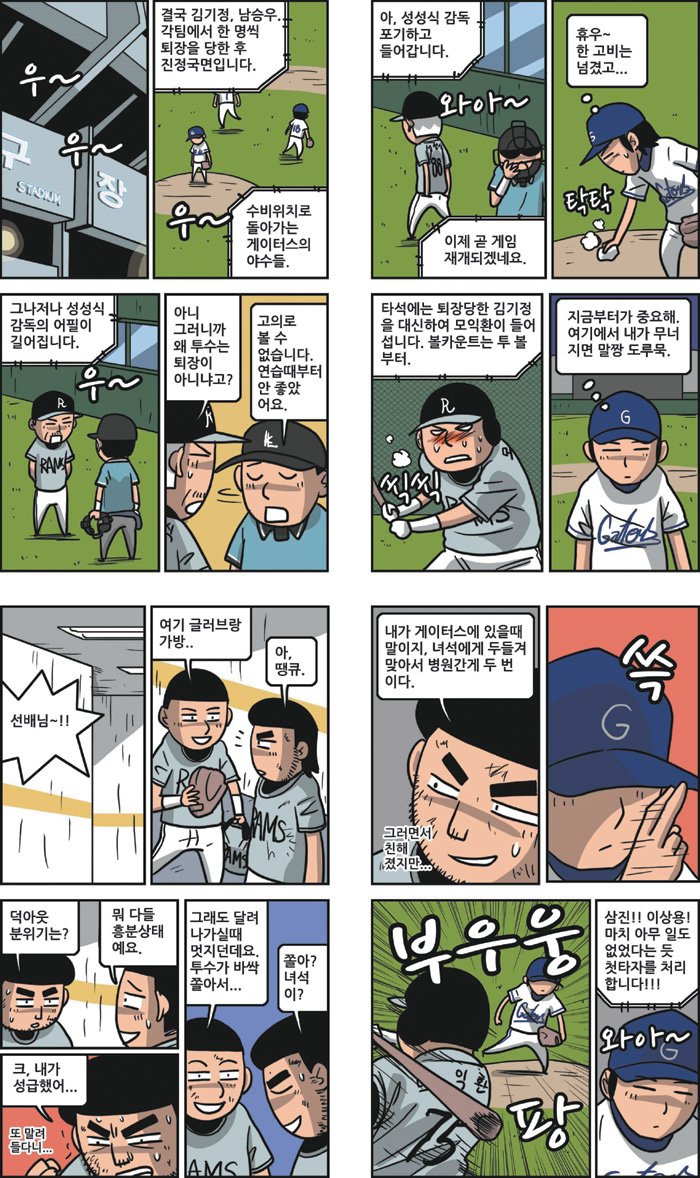 우~
우~
구
장
STADIUM
결국 김기정, 남승우...
각팀에서 한 명씩
퇴장을 당한 후
진정국면입니다.
우~
수비위치로
돌아가는
게이터스의
야수들.
그나저나 성성식
감독의 어필이
길어집니다.
우~
R
RAMS
아니
그러니까
왜 투수는
퇴장이
아니냐고?
고의로
볼 수
없습니다.
연습때부터
안 좋았
어요.
아, 성성식 감독
포기하고
들어갑니다.
와아~
88
이제 곧 게임
재개되겠네요.
휴우~
한 고비는
넘겼고...
G
탁탁
타석에는 퇴장당한 김기정
을 대신하여 모익환이 들어
섭니다. 볼카운트는 투 볼
부터.
R
씩씩
지금부터가 중요해,
여기에서 내가 무너
지면 말짱 도루묵.
G
Gators
선배님~!!
여기 글러브랑
가방..
아,
땡큐.
RAMS
RAMS
덕아웃
분위기는?
뭐 다들
흥분상태
예요.
크, 내가
성급했어...
또 말려
들다니...
그래도 달려
나가실때
멋지던데요.
투수가 바싹
쫄아서...
쫄아?
녀석
이?
RAMS
내가 게이터스에 있을때
말이지, 녀석에게 두들겨
맞아서 병원간게 두 번
이다.
그러면서
친해
졌지만...
쓱
G
부우웅
익환
75
팡
삼진!! 이상용!
마치 아무 일도
없었다는 듯
첫타자를 처리
합니다!!!
와아~
G